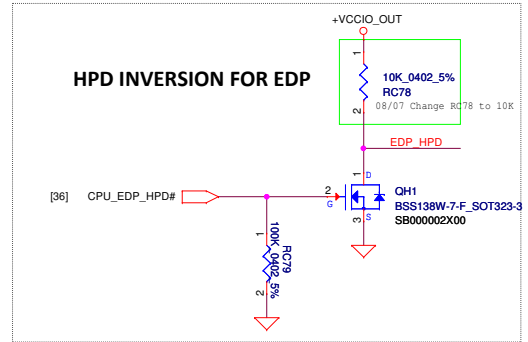 +VCCIO_OUT
1
HPD INVERSION FOR EDP
10K_0402_5%
RC78
08/07 Change RC78 to 10K
2
EDP_HPD
1
D
[36]
CPU_EDP_HPD#
2
G
QH1
BSS138W-7-F_SOT323-3
SB000002X00
3
S
1
RC79
100K_0402_5%
2